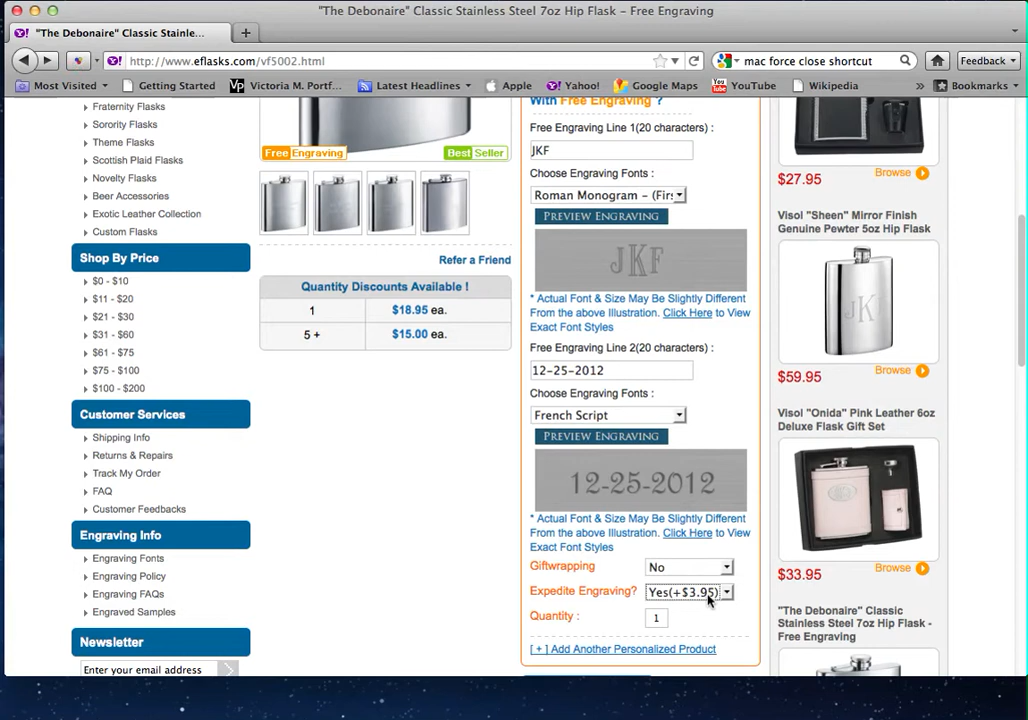 "The Debonaire" Classic Stainless Steel 7oz Hip Flask – Free Engraving
"The Debonaire" Classic Stainle...
http://www.eflasks.com/vf5002.html
mac force close shortcut
Feedback
Most Visited
Getting Started
Vp Victoria M. Portf...
Latest Headlines
Apple
Yahoo!
Google Maps
YouTube
Wikipedia
»
Bookmarks
Fraternity Flasks
Sorority Flasks
Theme Flasks
Scottish Plaid Flasks
Novelty Flasks
Beer Accessories
Exotic Leather Collection
Custom Flasks
Shop By Price
$0 - $10
$11 - $20
$21 - $30
$31 - $60
$61 - $75
$75 - $100
$100 - $200
Customer Services
Shipping Info
Returns & Repairs
Track My Order
FAQ
Customer Feedbacks
Engraving Info
Engraving Fonts
Engraving Policy
Engraving FAQs
Engraved Samples
Newsletter
Enter your email address
Free Engraving
Best Seller
Refer a Friend
Quantity Discounts Available !
1 $18.95 ea.
5 + $15.00 ea.
With Free Engraving ?
Free Engraving Line 1(20 characters) :
JKF
Choose Engraving Fonts :
Roman Monogram – (Firs
PREVIEW ENGRAVING
JKF
* Actual Font & Size May Be Slightly Different
From the above Illustration. Click Here to View
Exact Font Styles
Free Engraving Line 2(20 characters) :
12-25-2012
Choose Engraving Fonts :
French Script
PREVIEW ENGRAVING
12-25-2012
* Actual Font & Size May Be Slightly Different
From the above Illustration. Click Here to View
Exact Font Styles
Giftwrapping No
Expedite Engraving? Yes(+$3.95)
Quantity : 1
[ + ] Add Another Personalized Product
$27.95
Browse
Visol "Sheen" Mirror Finish
Genuine Pewter 5oz Hip Flask
JKL
$59.95
Browse
Visol "Onida" Pink Leather 6oz
Deluxe Flask Gift Set
$33.95
Browse
"The Debonaire" Classic
Stainless Steel 7oz Hip Flask -
Free Engraving